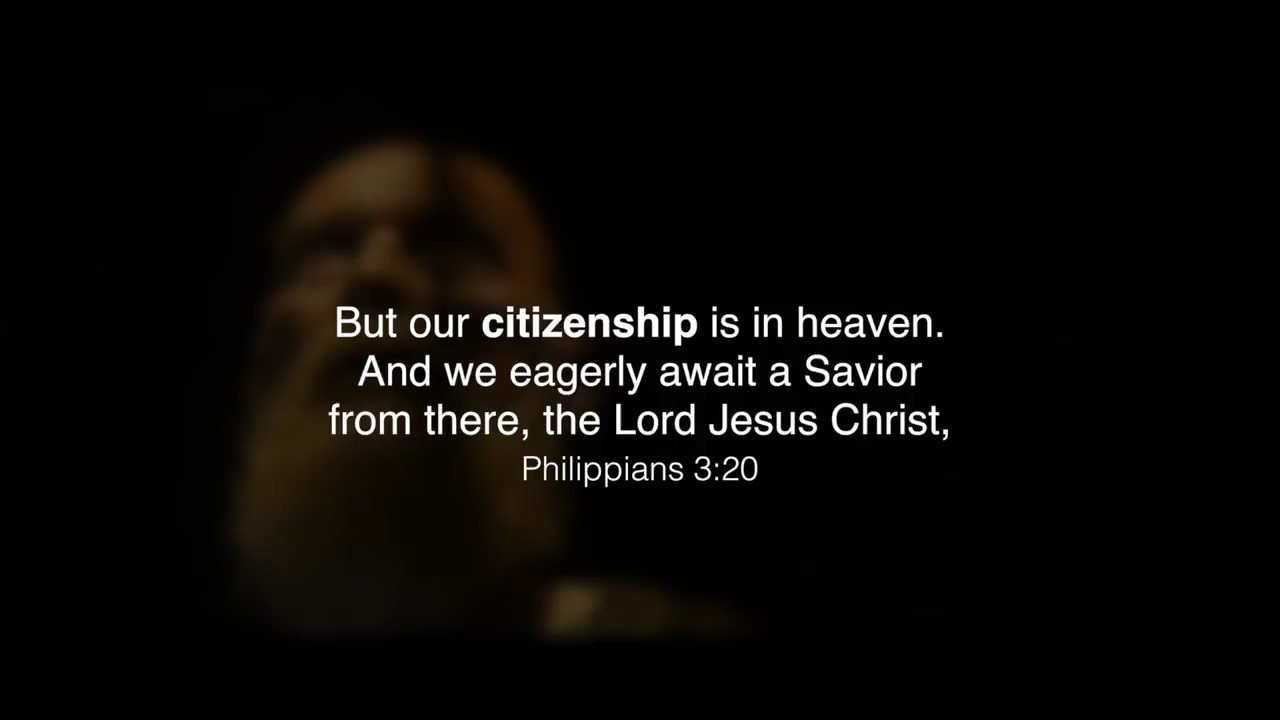 But our citizenship is in heaven.
And we eagerly await a Savior
from there, the Lord Jesus Christ,
Philippians 3:20